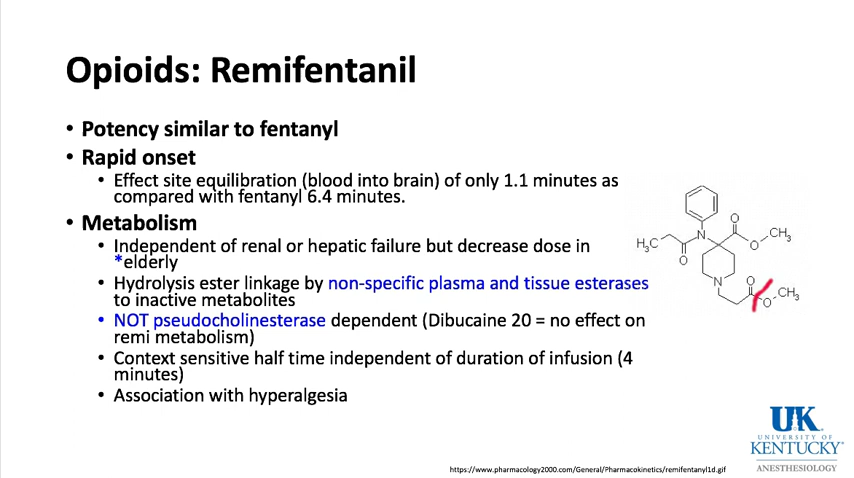 Opioids: Remifentanil
• Potency similar to fentanyl
• Rapid onset
• Effect site equilibration (blood into brain) of only 1.1 minutes as
compared with fentanyl 6.4 minutes.
• Metabolism
• Independent of renal or hepatic failure but decrease dose in
*elderly
• Hydrolysis ester linkage by non-specific plasma and tissue esterases
to inactive metabolites
• NOT pseudocholinesterase dependent (Dibucaine 20 = no effect on
remi metabolism)
• Context sensitive half time independent of duration of infusion (4
minutes)
• Association with hyperalgesia
O
CH3
N
O
H3C
O
N
O
CH3
O
UK
UNIVERSITY OF
KENTUCKY
ANESTHESIOLOGY
https://www.pharmacology2000.com/General/Pharmacokinetics/remifentanyl1d.gif